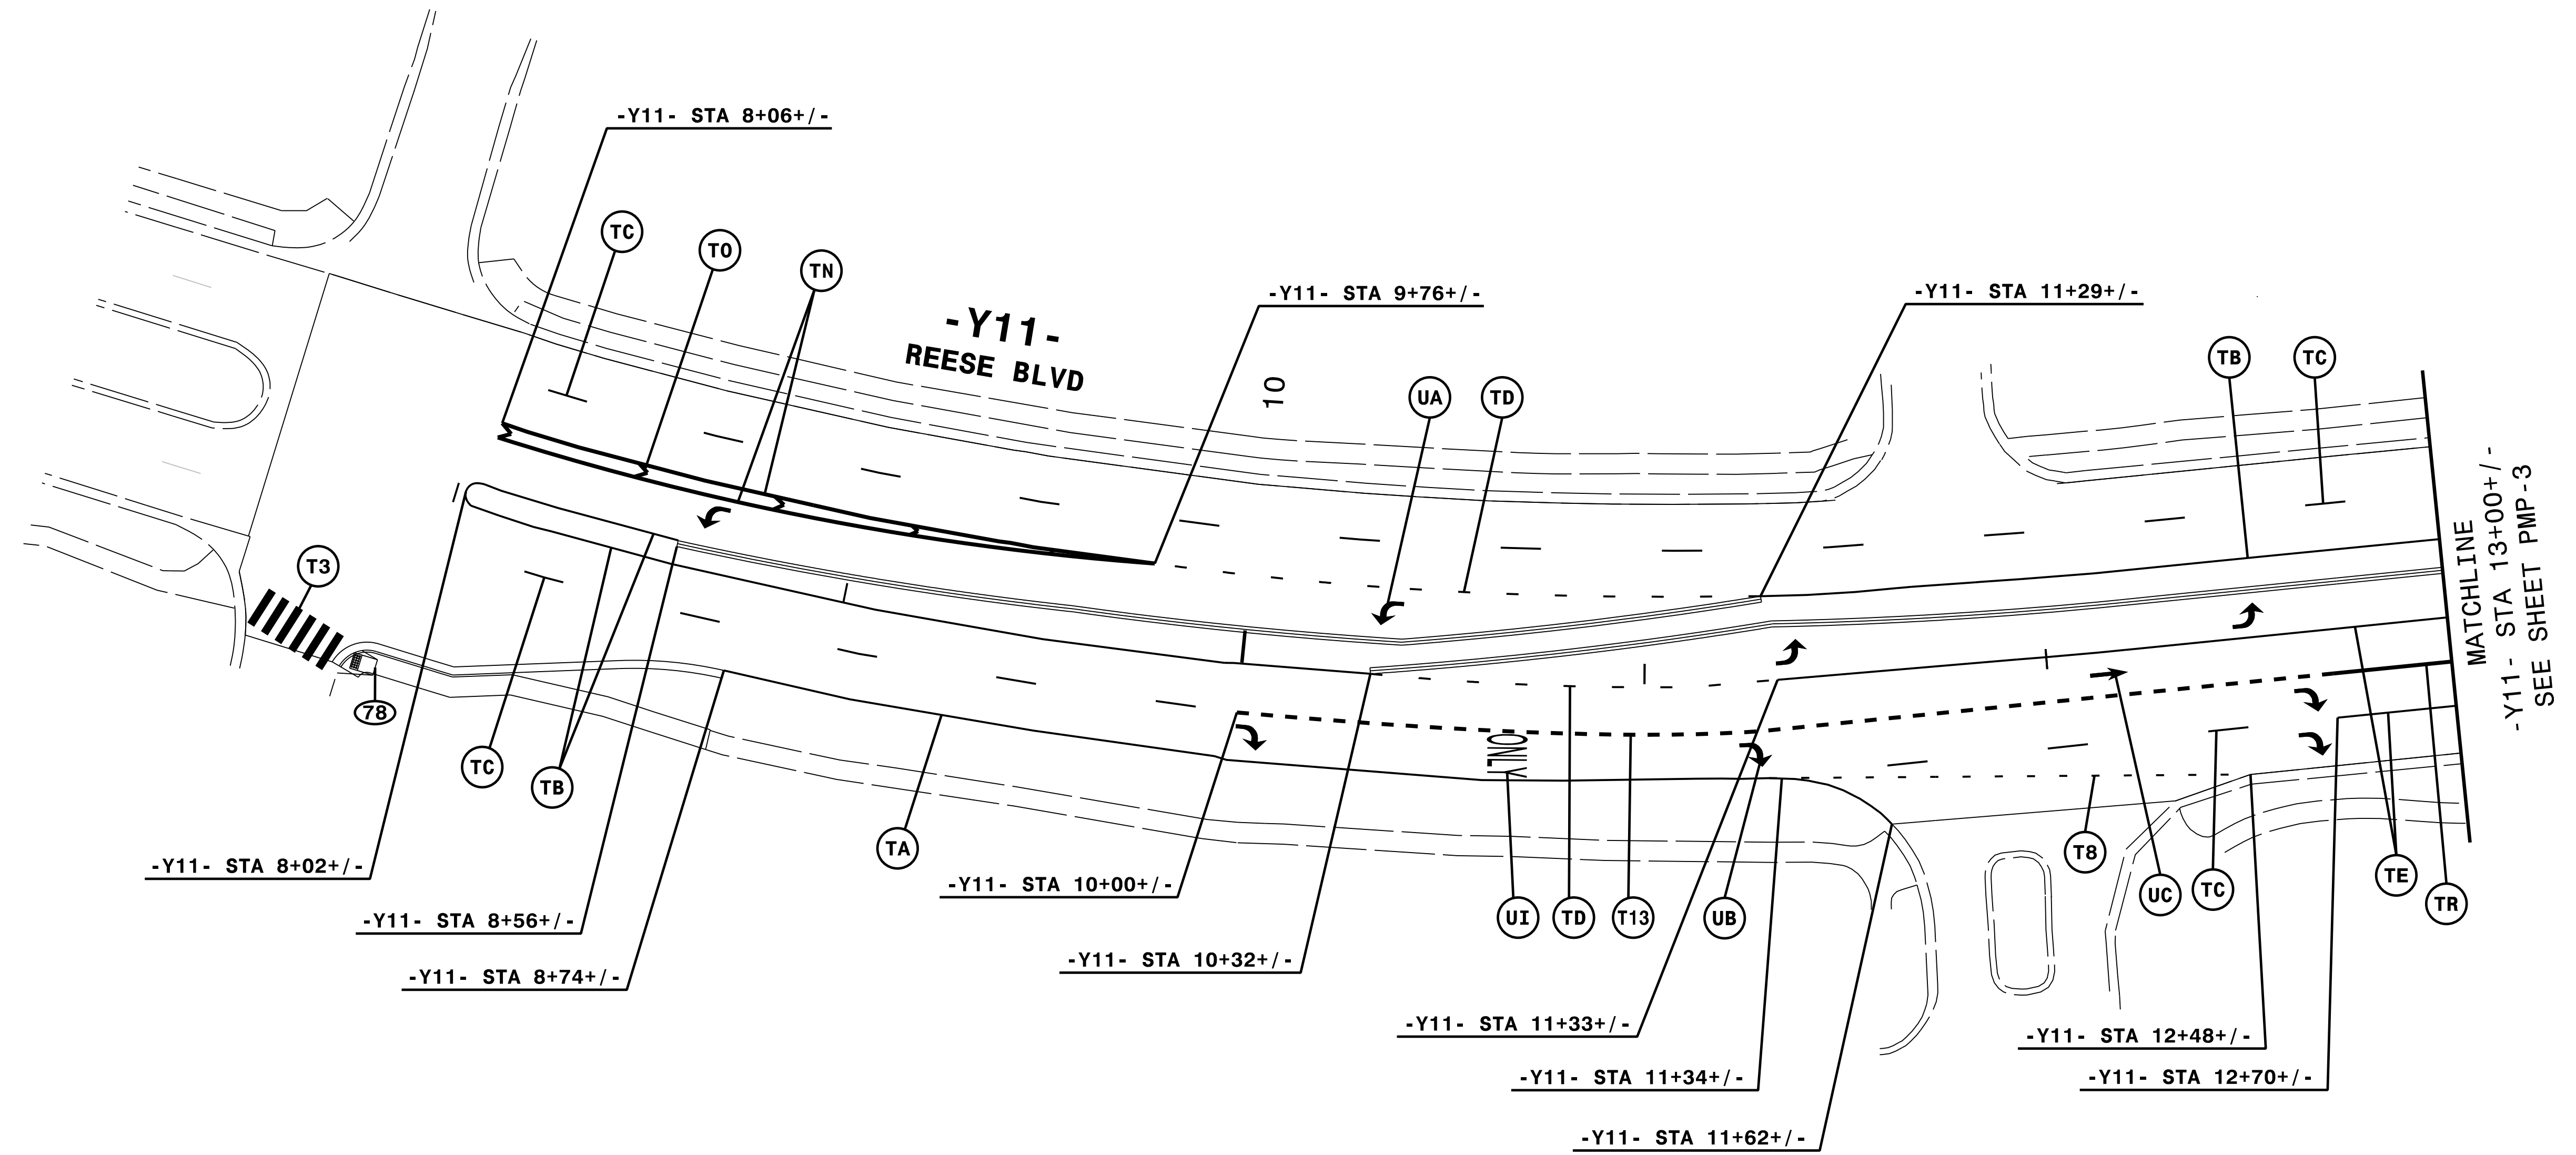 -Y11- STA 8+06+/-
TC
TO
TN
-Y11-
REESE BLVD
-Y11- STA 9+76+/-
10
UA
TD
-Y11- STA 11+29+/-
TB
TC
MATCHLINE
-Y11- STA 13+00+/-
SEE SHEET PMP-3
T3
78
TC
TB
TA
-Y11- STA 8+02+/-
-Y11- STA 8+56+/-
-Y11- STA 8+74+/-
-Y11- STA 10+00+/-
-Y11- STA 10+32+/-
ONLY
UI
TD
T13
UB
T8
UC
TC
TE
TR
-Y11- STA 11+33+/-
-Y11- STA 11+34+/-
-Y11- STA 11+62+/-
-Y11- STA 12+48+/-
-Y11- STA 12+70+/-